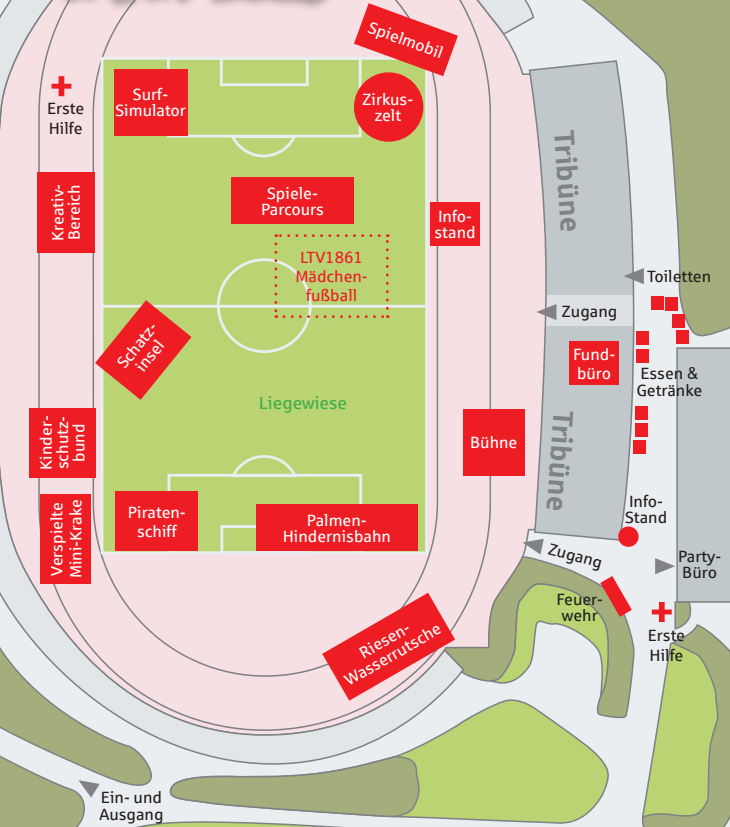 Spielmobil
Surf-
Simulator
Zirkus-
zelt
Erste
Hilfe
Kreativ-
Bereich
Spiele-
Parcours
Info-
stand
Tribüne
LTV1861
Mädchen-
fußball
Toiletten
Zugang
Schatz-
insel
Fund-
büro
Essen &
Getränke
Liegewiese
Kinder-
schutz-
bund
Bühne
Tribüne
Verspielte
Mini-Krake
Piraten-
schiff
Palmen-
Hindernisbahn
Info-
Stand
Zugang
Party-
Büro
Feuer-
wehr
Erste
Hilfe
Riesen-
Wasserrutsche
Ein- und
Ausgang